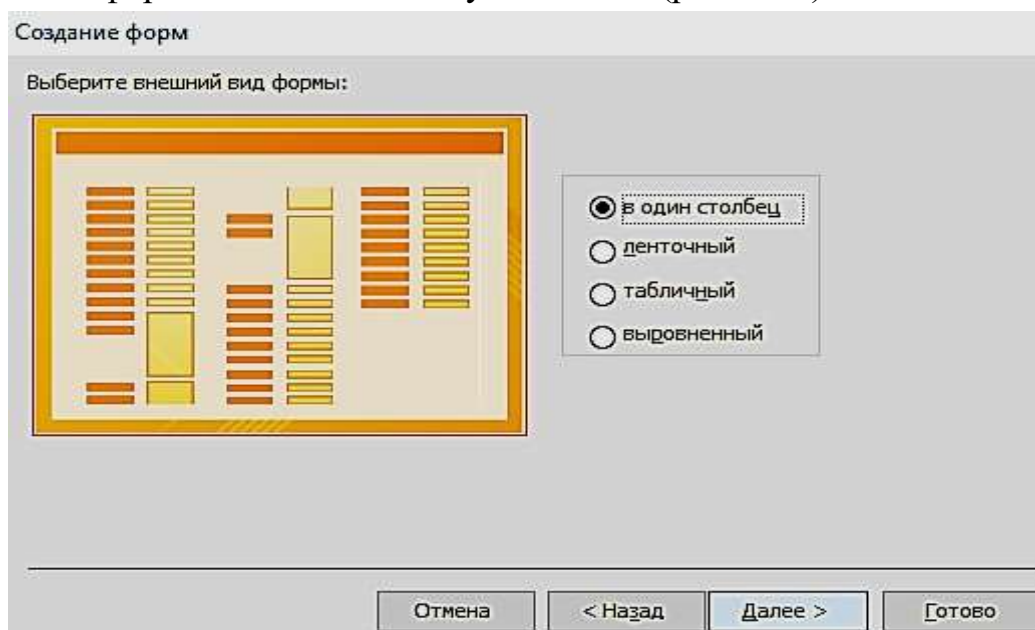 Создание форм
Выберите внешний вид формы:
в один столбец
ленточный
табличный
выровненный
Отмена
< Назад
Далее >
Готово